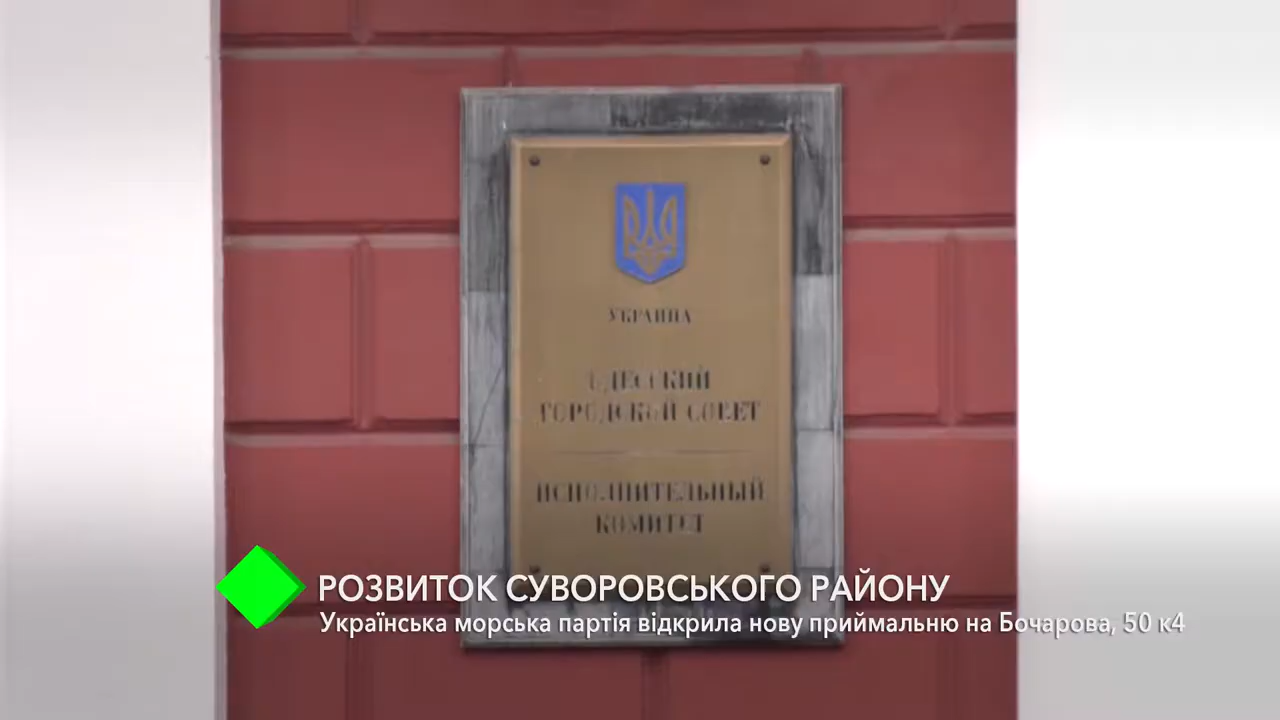 УКРАИНА
ОДЕССКИЙ
ГОРОДСКОЙ СОВЕТ
ИСПОЛНИТЕЛЬНЫЙ
КОМИТЕТ
РОЗВИТОК СУВОРОВСЬКОГО РАЙОНУ
Українська морська партія відкрила нову приймальню на Бочарова, 50 к4